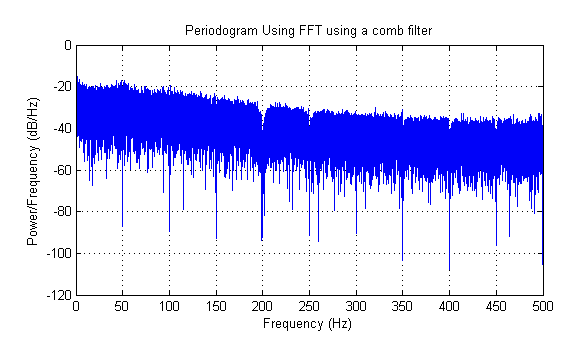 Periodogram Using FFT using a comb filter
Power/Frequency (dB/Hz)
0
-20
-40
-60
-80
-100
-120
0 50 100 150 200 250 300 350 400 450 500
Frequency (Hz)